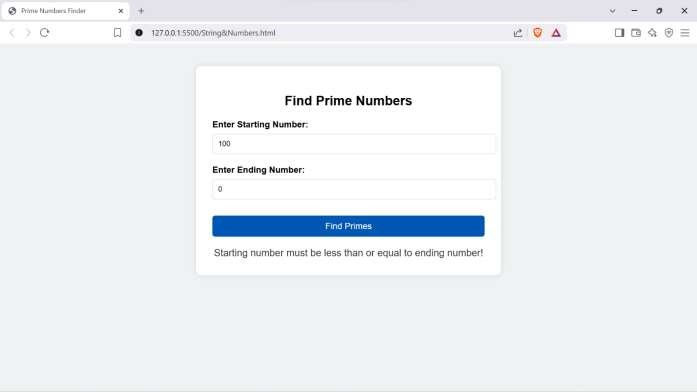 Prime Numbers Finder
127.0.0.1:5500/String&Numbers.html
Find Prime Numbers
Enter Starting Number:
100
Enter Ending Number:
0
Find Primes
Starting number must be less than or equal to ending number!